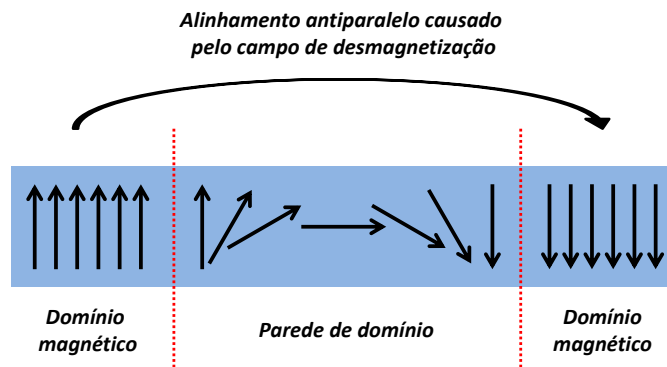 Alinhamento antiparalelo causado
pelo campo de desmagnetização
Domínio
magnético
Parede de domínio
Domínio
magnético